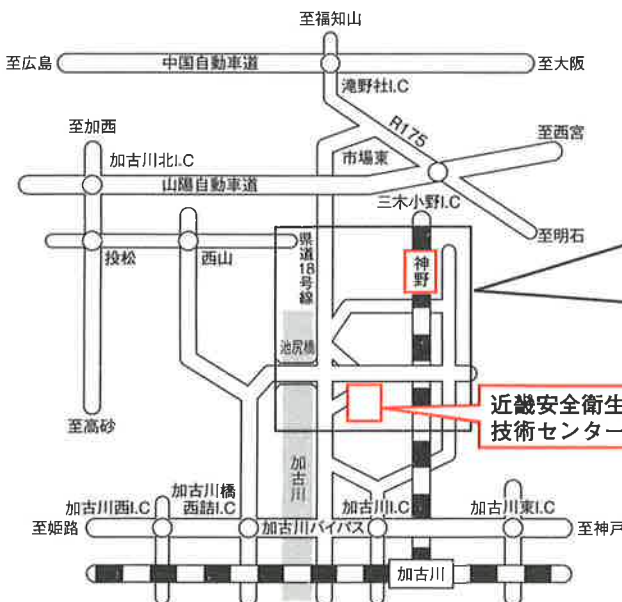 至福知山
至広島
中国自動車道
至大阪
滝野社I.C
R175
至加西
市場東
至西宮
加古川北I.C
山陽自動車道
三木小野I.C
至明石
投松
西山
県道18号線
神野
池尻橋
至高砂
近畿安全衛生
技術センター
加古川
加古川橋
西詰I.C
加古川西I.C
加古川I.C
加古川東I.C
至姫路
加古川バイパス
至神戸
加古川